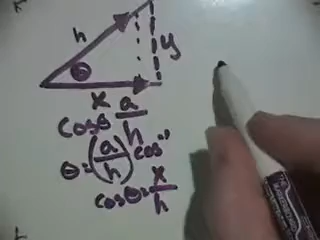 h
θ
y
x
cosθ a/h
θ=(a/h)cos⁻¹
cosθ=x/h